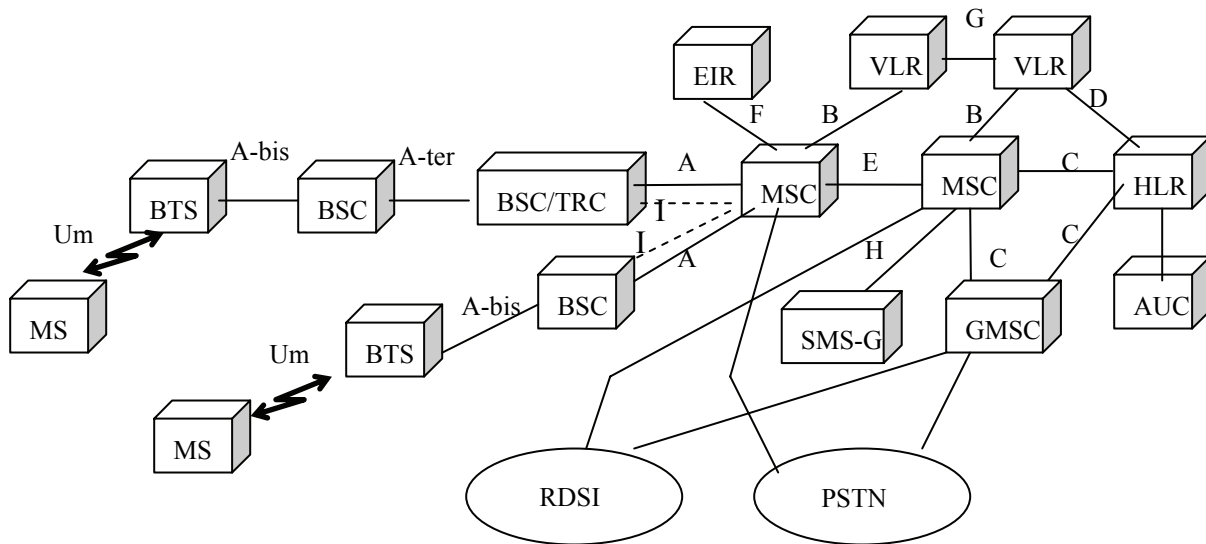 G
EIR
VLR
VLR
F
B
B
D
A-bis
A-ter
A
E
C
BTS
BSC
BSC/TRC
MSC
MSC
HLR
I
Um
I
A
H
C
C
MS
A-bis
BSC
SMS-G
GMSC
AUC
Um
BTS
MS
RDSI
PSTN